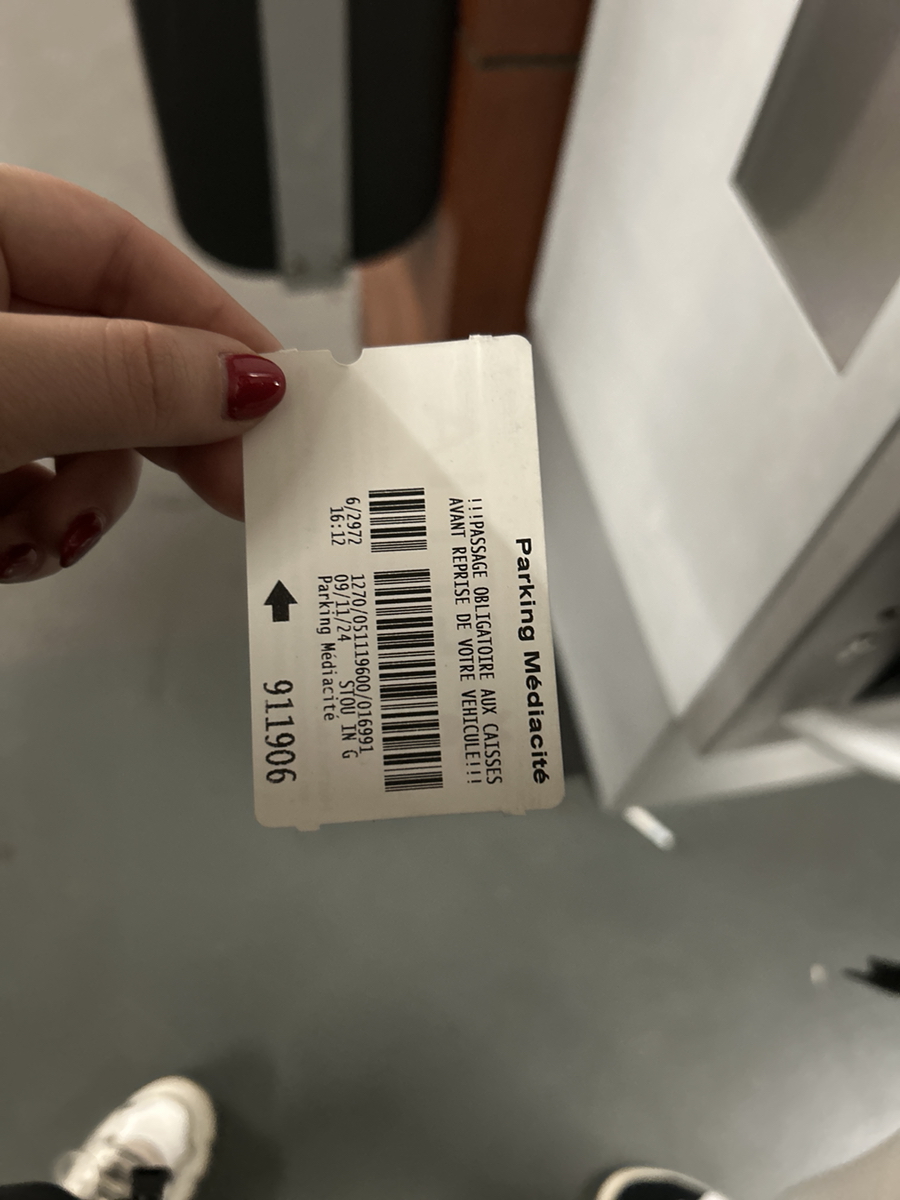 Parking Médiacité
!!!PASSAGE OBLIGATOIRE AUX CAISSES
AVANT REPRISE DE VOTRE VEHICULE!!!
6/2972 1270/051119600/016991
16:12 09/11/24 STOU IN G
Parking Médiacité
911906